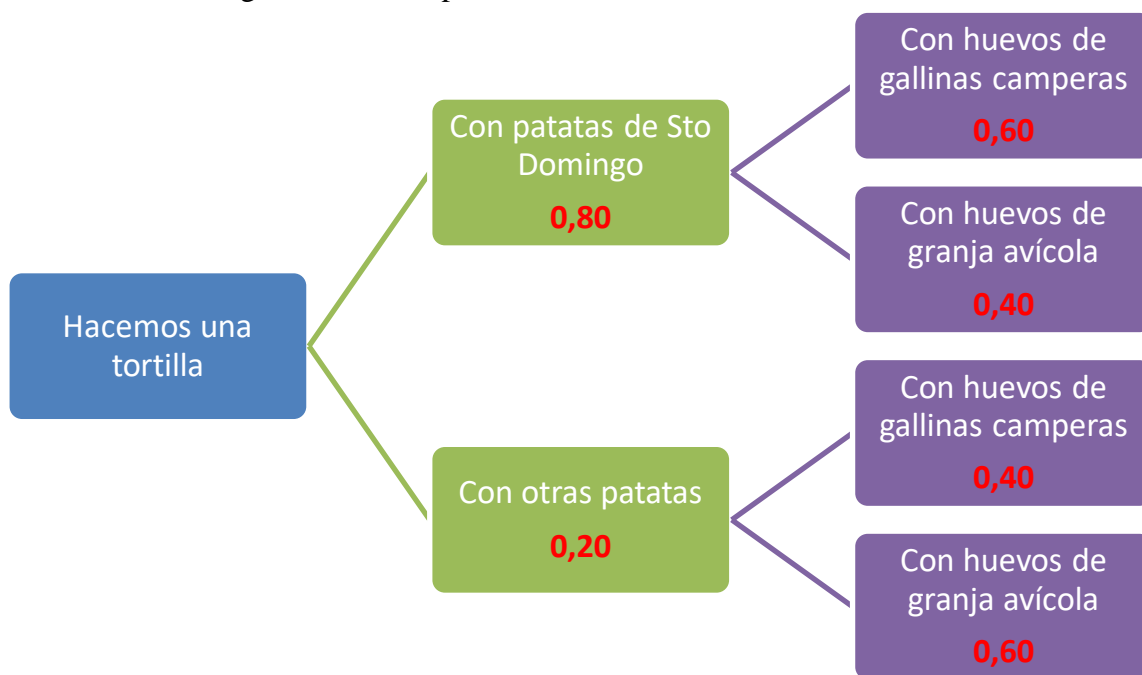 Hacemos una
tortilla
Con patatas de Sto
Domingo
0,80
Con huevos de
gallinas camperas
0,60
Con huevos de
granja avícola
0,40
Con otras patatas
0,20
Con huevos de
gallinas camperas
0,40
Con huevos de
granja avícola
0,60